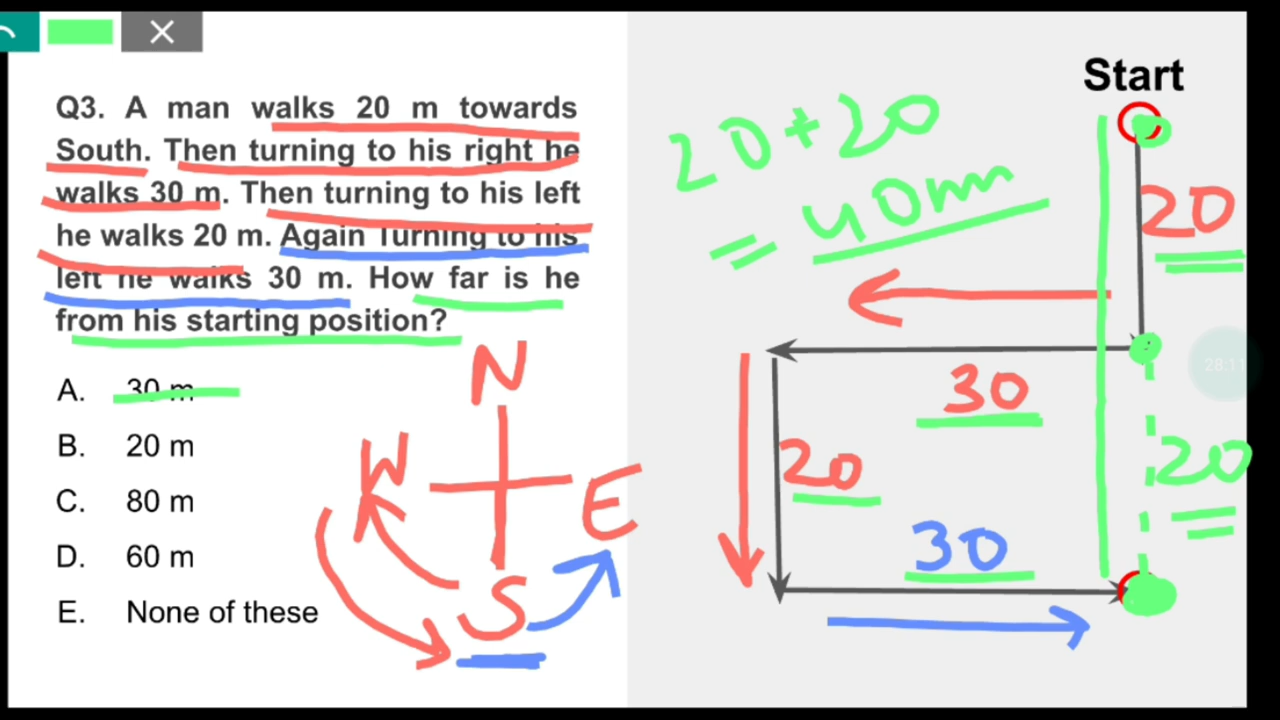 Q3. A man walks 20 m towards
South. Then turning to his right he
walks 30 m. Then turning to his left
he walks 20 m. Again Turning to his
left he walks 30 m. How far is he
from his starting position?
A. 30 m
B. 20 m
C. 80 m
D. 60 m
E. None of these
N
W
E
S
Start
20+20
= 40m
20
30
20
20
30
28:11